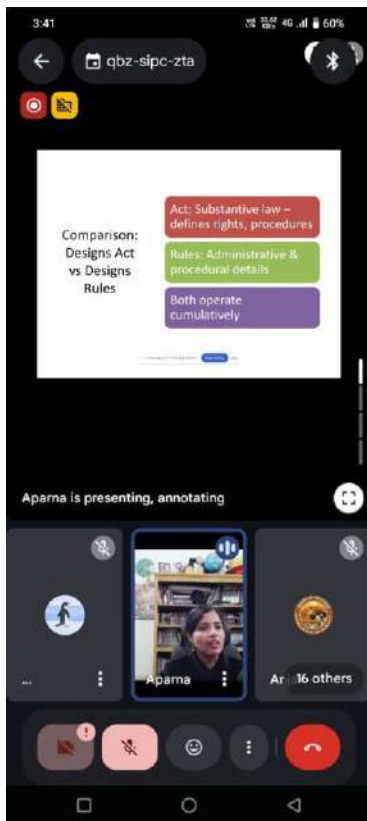 3:41
4G 60%
qbz-sipc-zta
Comparison:
Designs Act
vs Designs
Rules
Act: Substantive law –
defines rights, procedures
Rules: Administrative &
procedural details
Both operate
cumulatively
Aparna is presenting, annotating
...
Aparna
Ar
16 others